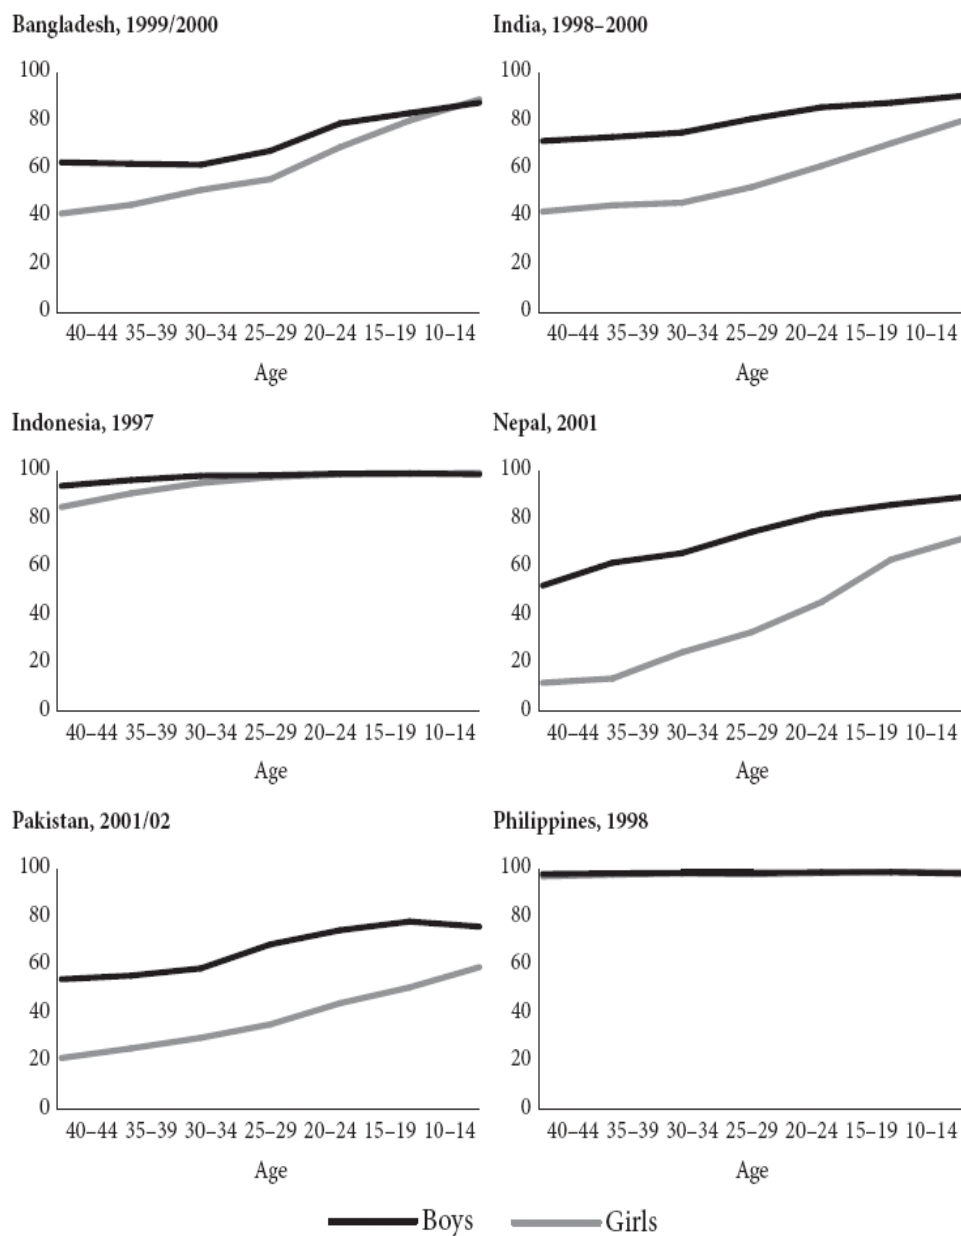 Bangladesh, 1999/2000
100
80
60
40
20
0
40–44 35–39 30–34 25–29 20–24 15–19 10–14
Age
India, 1998–2000
100
80
60
40
20
0
40–44 35–39 30–34 25–29 20–24 15–19 10–14
Age
Indonesia, 1997
100
80
60
40
20
0
40–44 35–39 30–34 25–29 20–24 15–19 10–14
Age
Nepal, 2001
100
80
60
40
20
0
40–44 35–39 30–34 25–29 20–24 15–19 10–14
Age
Pakistan, 2001/02
100
80
60
40
20
0
40–44 35–39 30–34 25–29 20–24 15–19 10–14
Age
Philippines, 1998
100
80
60
40
20
0
40–44 35–39 30–34 25–29 20–24 15–19 10–14
Age
Boys Girls